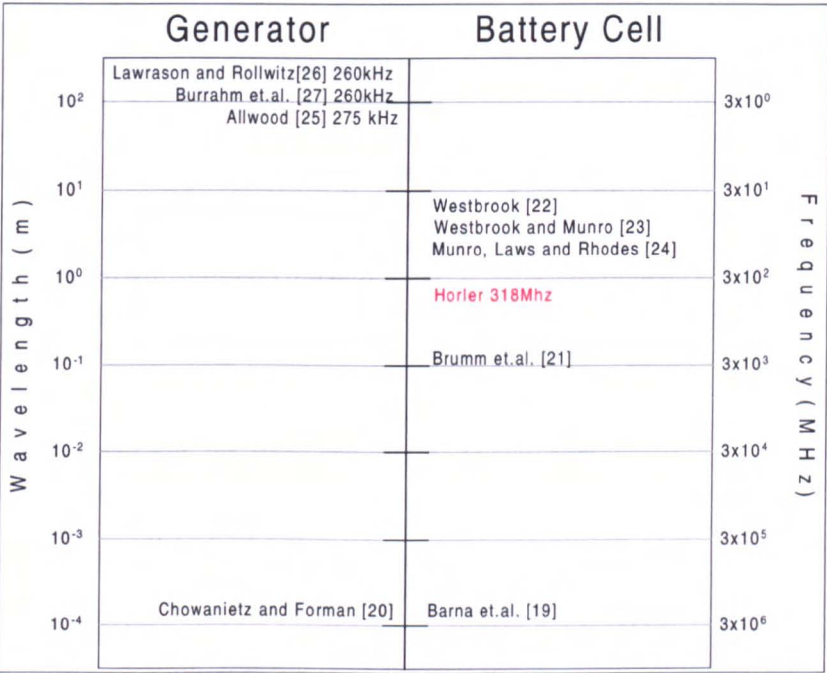 Generator
Battery Cell
Lawrason and Rollwitz[26] 260kHz
Burrahm et.al. [27] 260kHz
Allwood [25] 275 kHz
Chowanietz and Forman [20]
Westbrook [22]
Westbrook and Munro [23]
Munro, Laws and Rhodes [24]
Horler 318Mhz
Brumm et.al. [21]
Barna et.al. [19]
Wavelength (m)
10²
10¹
10⁰
10⁻¹
10⁻²
10⁻³
10⁻⁴
3x10⁰
3x10¹
3x10²
3x10³
3x10⁴
3x10⁵
3x10⁶
Frequency (MHz)